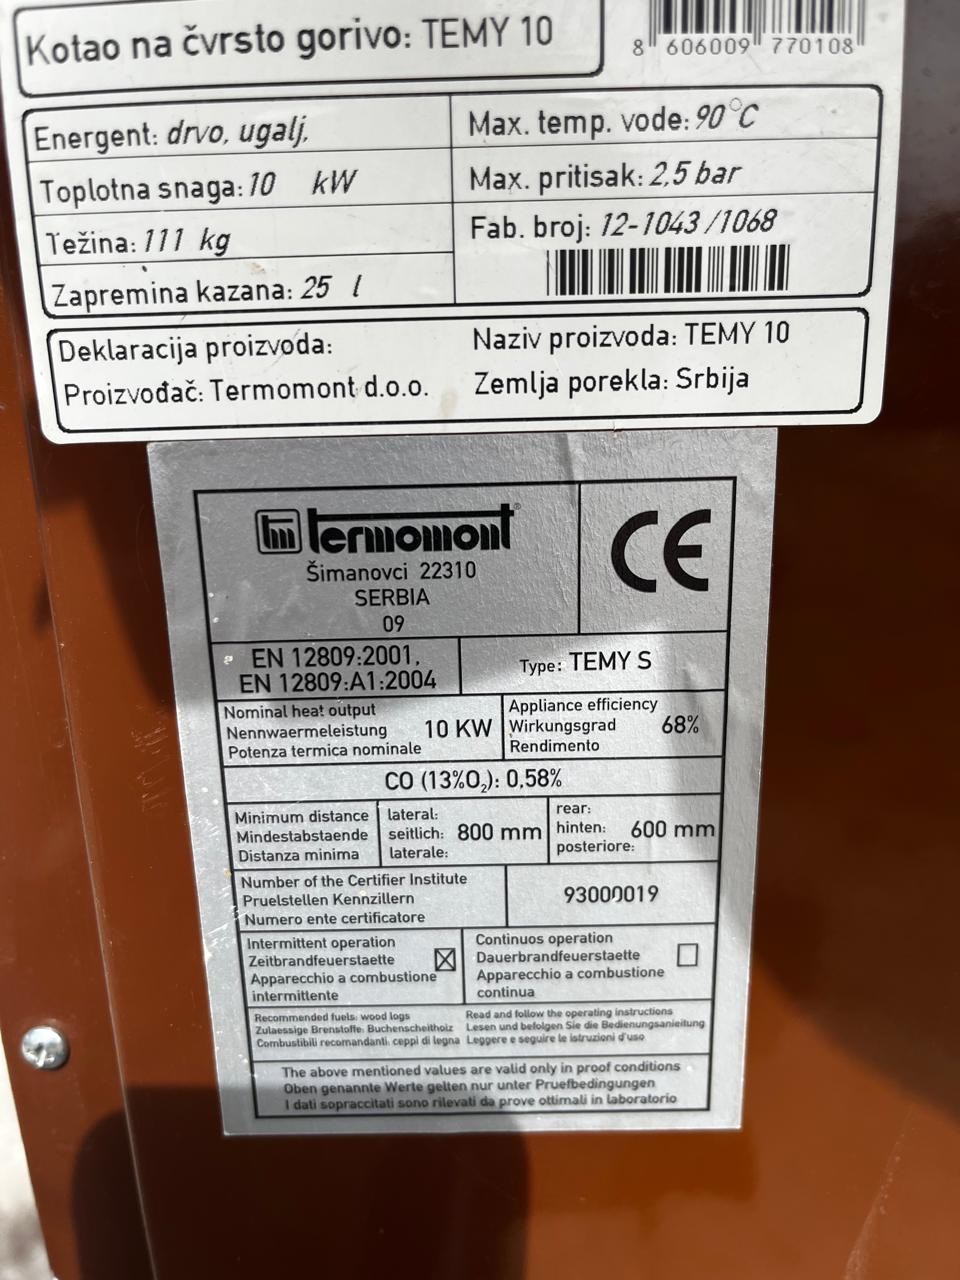 Kotao na čvrsto gorivo: TEMY 10
8 606009 770108
Energent: drvo, ugalj,
Toplotna snaga: 10 kW
Težina: 111 kg
Zapremina kazana: 25 l
Max. temp. vode: 90°C
Max. pritisak: 2,5 bar
Fab. broj: 12-1043/1068
Deklaracija proizvoda:
Proizvođač: Termomont d.o.o.
Naziv proizvoda: TEMY 10
Zemlja porekla: Srbija
tm termomont®
Šimanovci 22310
SERBIA
09
CE
EN 12809:2001,
EN 12809:A1:2004
Type: TEMY S
Nominal heat output
Nennwaermeleistung
Potenza termica nominale
10 KW
Appliance efficiency
Wirkungsgrad
Rendimento
68%
CO (13%O₂): 0,58%
Minimum distance
Mindestabstaende
Distanza minima
lateral:
seitlich: 800 mm
laterale:
rear:
hinten: 600 mm
posteriore:
Number of the Certifier Institute
Pruelstellen Kennzillern
Numero ente certificatore
93000019
Intermittent operation
Zeitbrandfeuerstaette
Apparecchio a combustione
intermittente
Continuos operation
Dauerbrandfeuerstaette
Apparecchio a combustione
continua
Recommended fuels: wood logs
Zulaessige Brenstoffe: Buchenscheitholz
Combustibili recomandanti: ceppi di legna
Read and follow the operating instructions
Lesen und befolgen Sie die Bedienungsanieitung
Leggere e seguire le istruzioni d'uso
The above mentioned values are valid only in proof conditions
Oben genannte Werte gelten nur unter Pruefbedingungen
I dati sopraccitati sono rilevati da prove ottimali in laboratorio